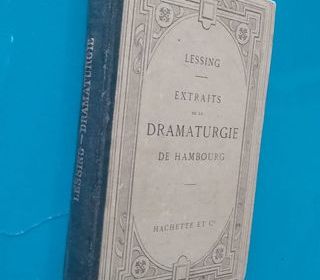 LESSING — DRAMATURGIE
LESSING
EXTRAITS
DE LA
DRAMATURGIE
DE HAMBOURG
HACHETTE ET Cie